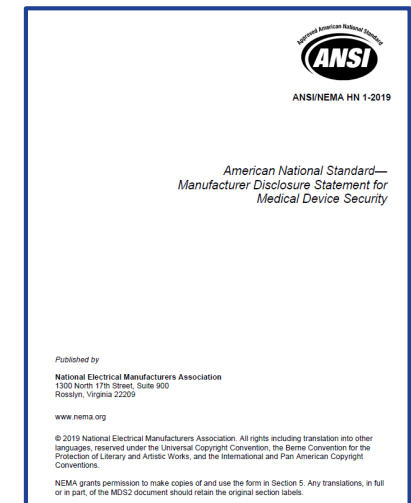 Approved American National Standard
ANSI
ANSI/NEMA HN 1-2019
American National Standard—
Manufacturer Disclosure Statement for
Medical Device Security
Published by
National Electrical Manufacturers Association
1300 North 17th Street, Suite 900
Rosslyn, Virginia 22209
www.nema.org
© 2019 National Electrical Manufacturers Association. All rights including translation into other
languages, reserved under the Universal Copyright Convention, the Berne Convention for the
Protection of Literary and Artistic Works, and the International and Pan American Copyright
Conventions.
NEMA grants permission to make copies of and use the form in Section 5. Any translations, in full
or in part, of the MDS2 document should retain the original section labels.